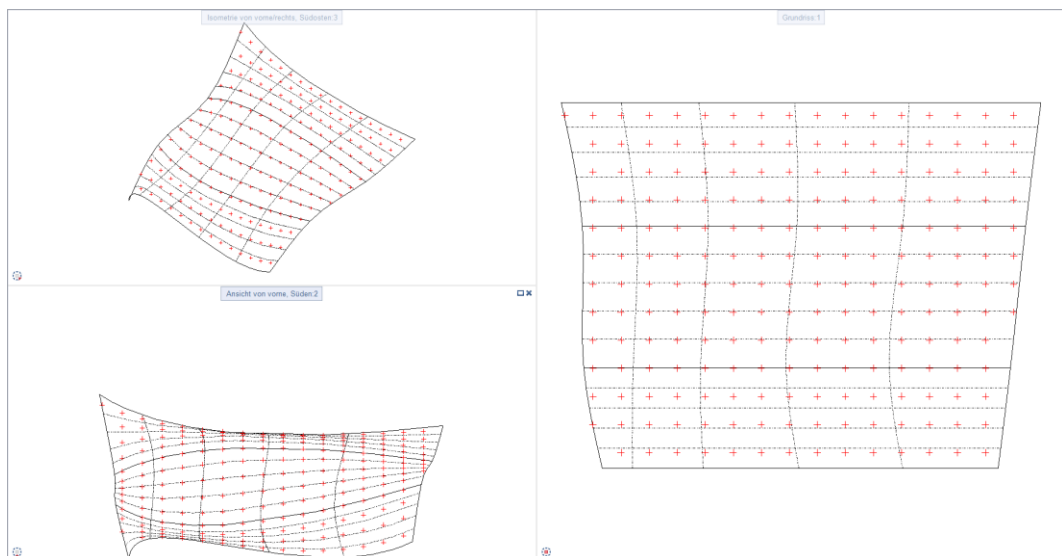 Isometrie von vorne/rechts, Südosten:3
Grundriss:1
Ansicht von vorne, Süden:2